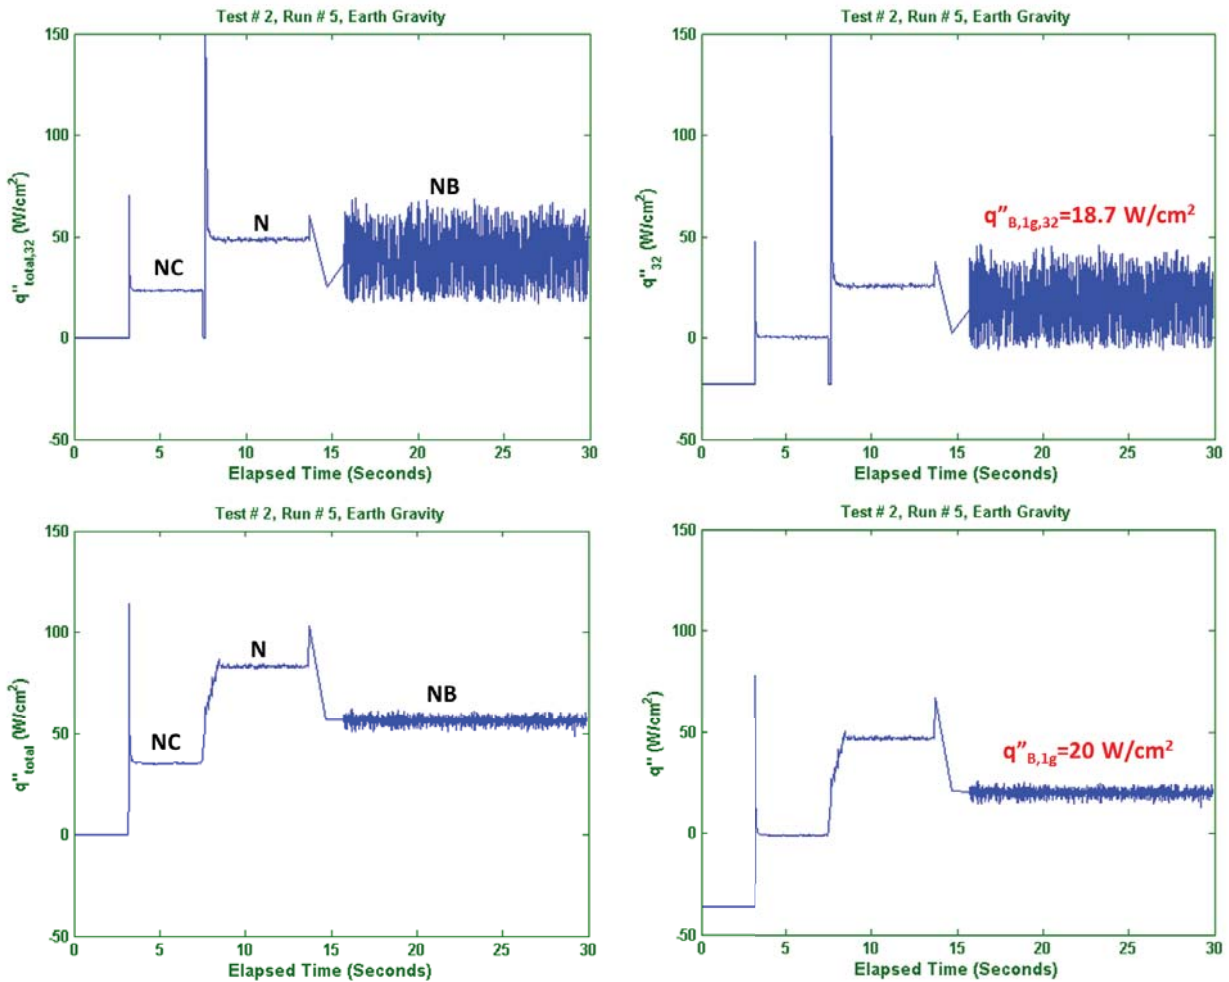 Test # 2, Run # 5, Earth Gravity
150
100
50
0
-50
q"total,32 (W/cm²)
NC
N
NB
0 5 10 15 20 25 30
Elapsed Time (Seconds)
Test # 2, Run # 5, Earth Gravity
150
100
50
0
-50
q"32 (W/cm²)
q"B,1g,32=18.7 W/cm²
0 5 10 15 20 25 30
Elapsed Time (Seconds)
Test # 2, Run # 5, Earth Gravity
150
100
50
0
-50
q"total (W/cm²)
NC
N
NB
0 5 10 15 20 25 30
Elapsed Time (Seconds)
Test # 2, Run # 5, Earth Gravity
150
100
50
0
-50
q" (W/cm²)
q"B,1g=20 W/cm²
0 5 10 15 20 25 30
Elapsed Time (Seconds)